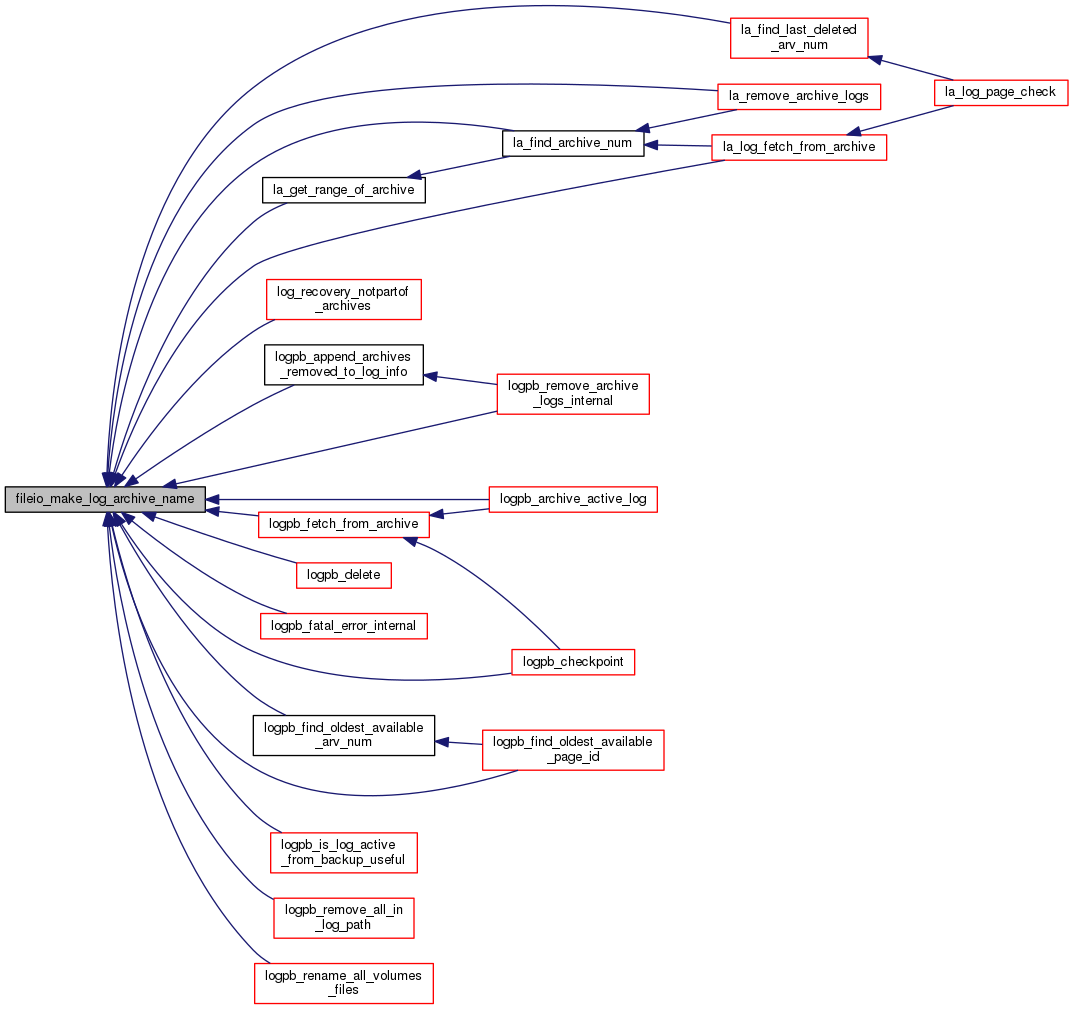 la_find_last_deleted
_arv_num
la_log_page_check
la_remove_archive_logs
la_find_archive_num
la_log_fetch_from_archive
la_get_range_of_archive
log_recovery_notpartof
_archives
logpb_append_archives
_removed_to_log_info
logpb_remove_archive
_logs_internal
fileio_make_log_archive_name
logpb_archive_active_log
logpb_fetch_from_archive
logpb_delete
logpb_fatal_error_internal
logpb_checkpoint
logpb_find_oldest_available
_arv_num
logpb_find_oldest_available
_page_id
logpb_is_log_active
_from_backup_useful
logpb_remove_all_in
_log_path
logpb_rename_all_volumes
_files